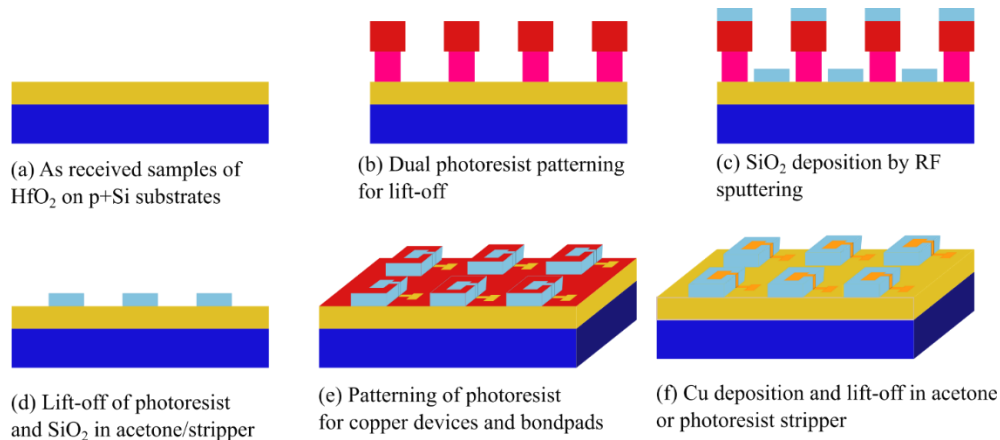 (a) As received samples of
HfO₂ on p+Si substrates
(b) Dual photoresist patterning
for lift-off
(c) SiO₂ deposition by RF
sputtering
(d) Lift-off of photoresist
and SiO₂ in acetone/stripper
(e) Patterning of photoresist
for copper devices and bondpads
(f) Cu deposition and lift-off in acetone
or photoresist stripper